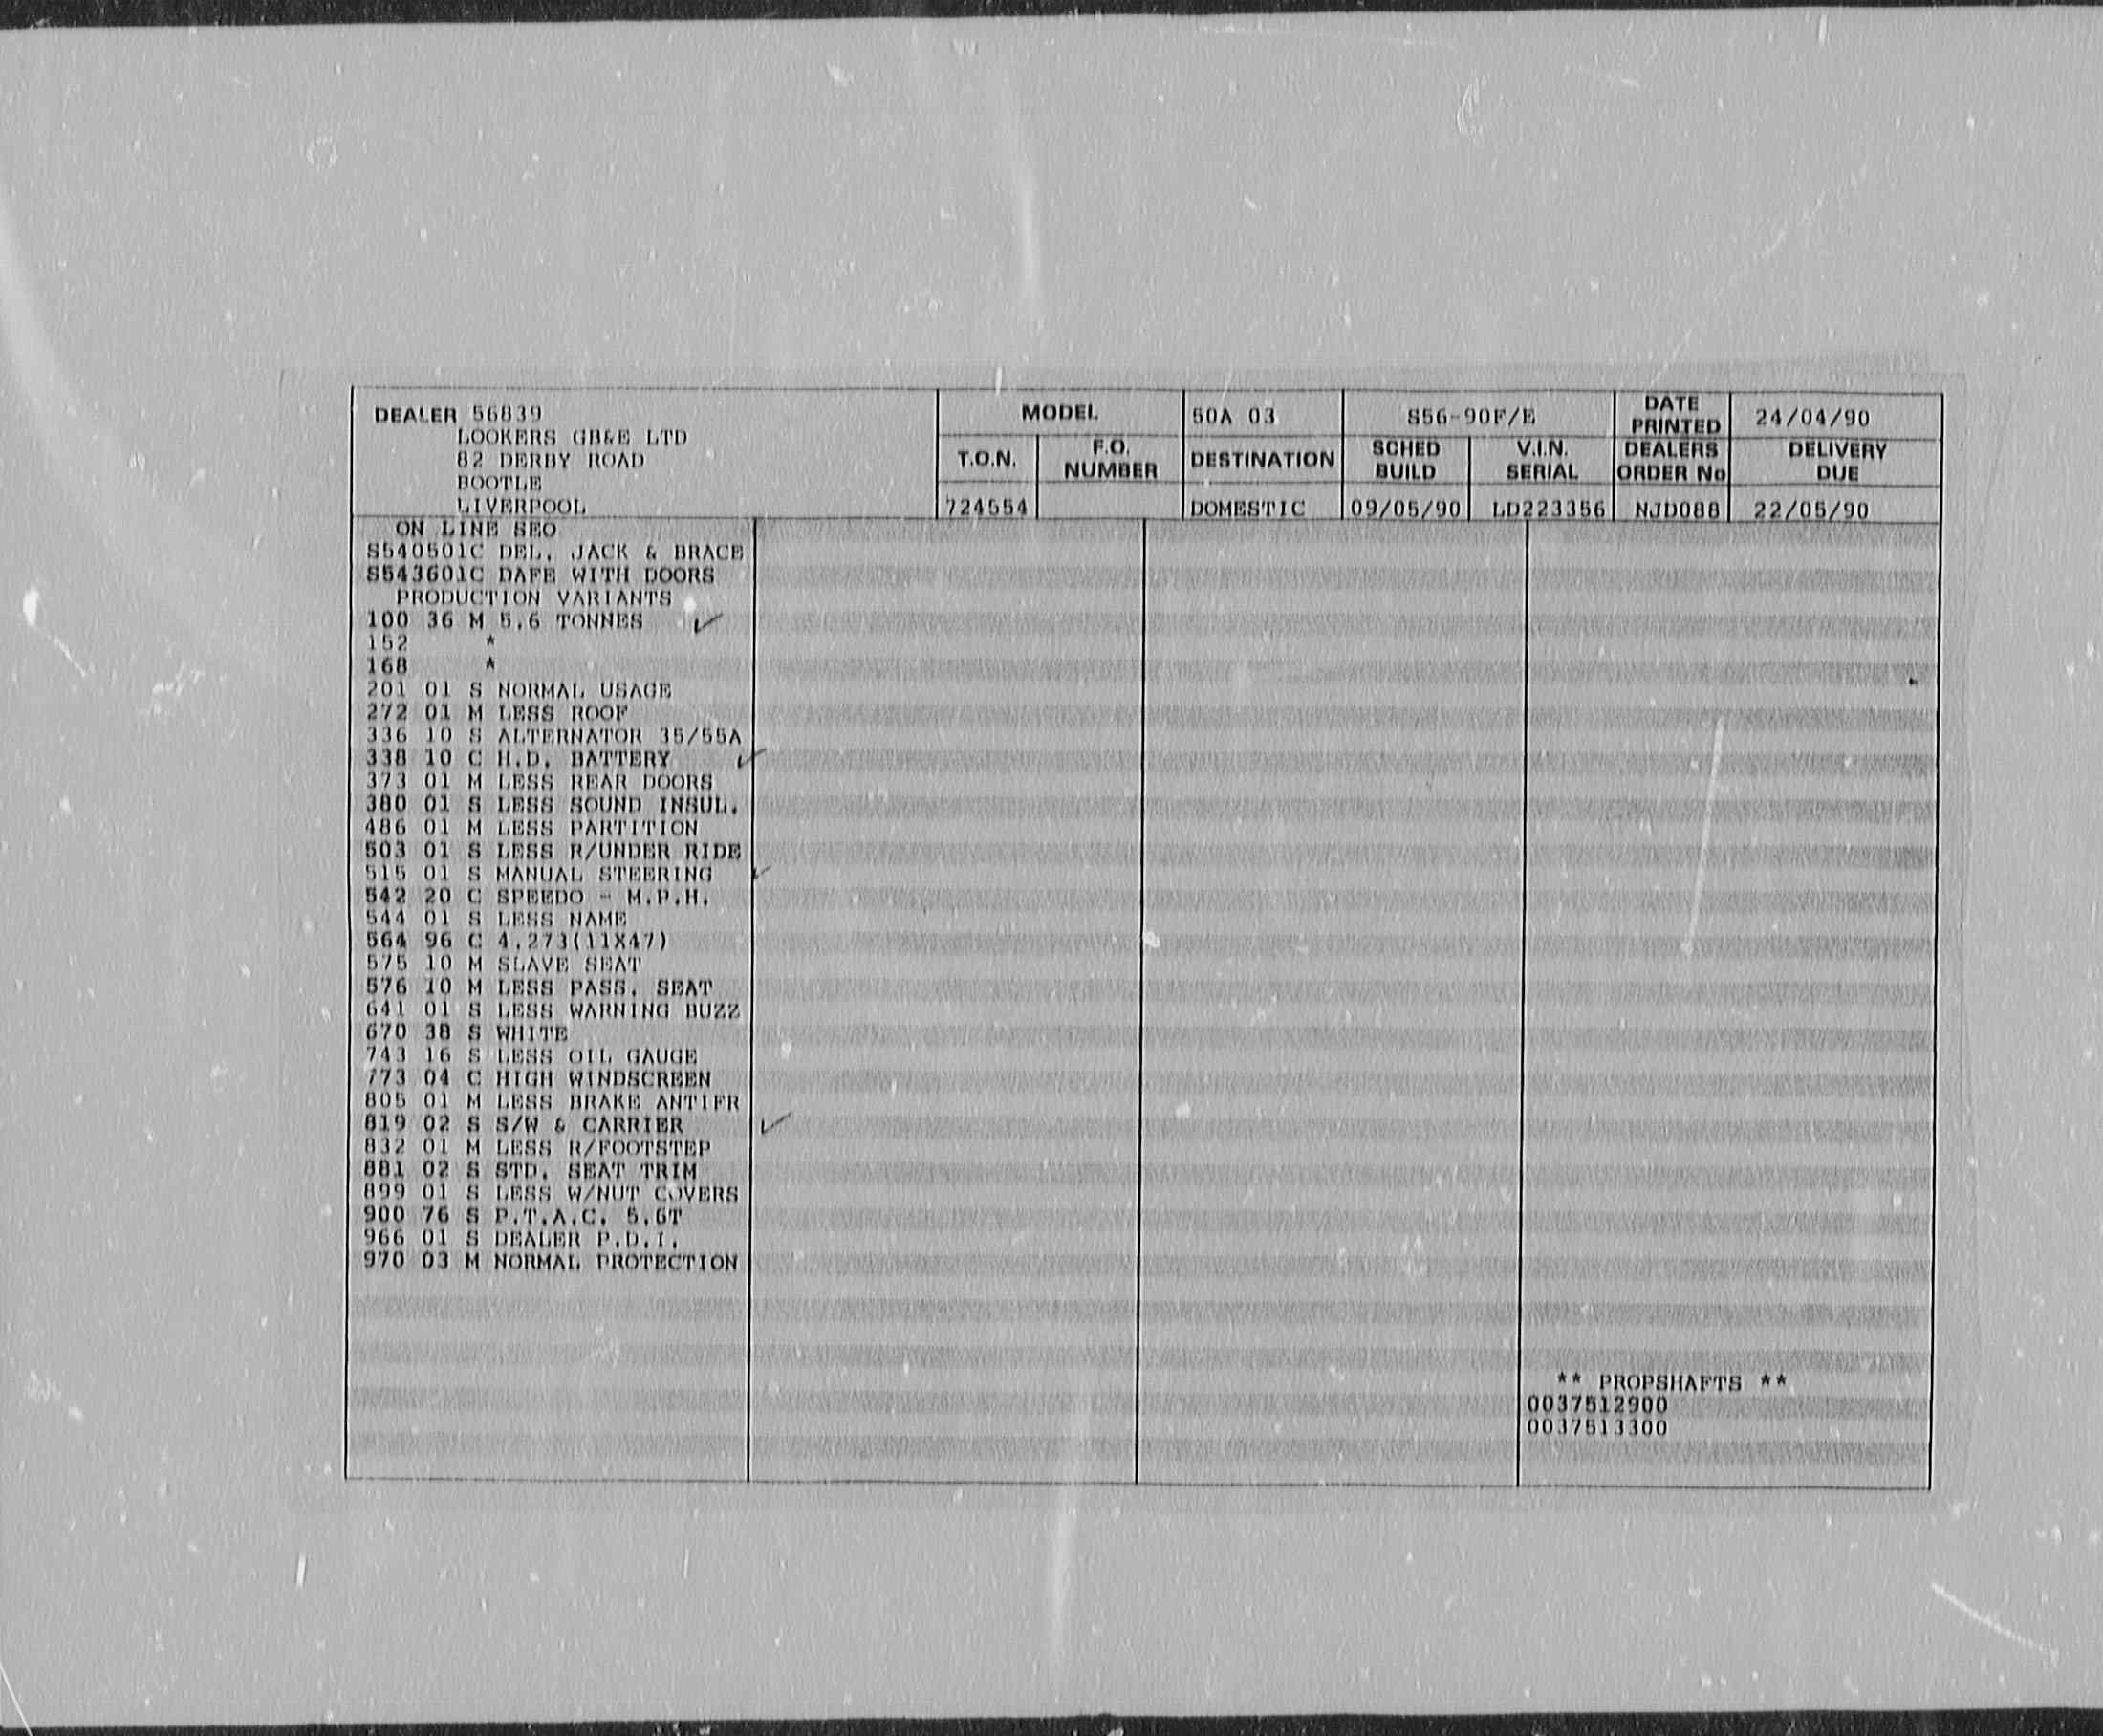 DEALER 56839
LOOKERS GB&E LTD
82 DERBY ROAD
BOOTLE
LIVERPOOL
MODEL 50A 03 S56-90F/E DATE PRINTED 24/04/90
T.O.N. F.O. NUMBER DESTINATION SCHED BUILD V.I.N. SERIAL DEALERS ORDER No DELIVERY DUE
724554 DOMESTIC 09/05/90 LD223356 NJD088 22/05/90
ON LINE SEO
S540501C DEL. JACK & BRACE
S543601C DAFE WITH DOORS
PRODUCTION VARIANTS
100 36 M 5.6 TONNES ✓
152 *
168 *
201 01 S NORMAL USAGE
272 01 M LESS ROOF
336 10 S ALTERNATOR 35/55A
338 10 C H.D. BATTERY ✓
373 01 M LESS REAR DOORS
380 01 S LESS SOUND INSUL.
486 01 M LESS PARTITION
503 01 S LESS R/UNDER RIDE
515 01 S MANUAL STEERING ✓
542 20 C SPEEDO - M.P.H.
544 01 S LESS NAME
564 96 C 4.273(11X47)
575 10 M SLAVE SEAT
576 10 M LESS PASS. SEAT
641 01 S LESS WARNING BUZZ
670 38 S WHITE
743 16 S LESS OIL GAUGE
773 04 C HIGH WINDSCREEN
805 01 M LESS BRAKE ANTIFR
819 02 S S/W & CARRIER ✓
832 01 M LESS R/FOOTSTEP
881 02 S STD. SEAT TRIM
899 01 S LESS W/NUT COVERS
900 76 S P.T.A.C. 5.6T
966 01 S DEALER P.D.I.
970 03 M NORMAL PROTECTION
** PROPSHAFTS **
0037512900
0037513300